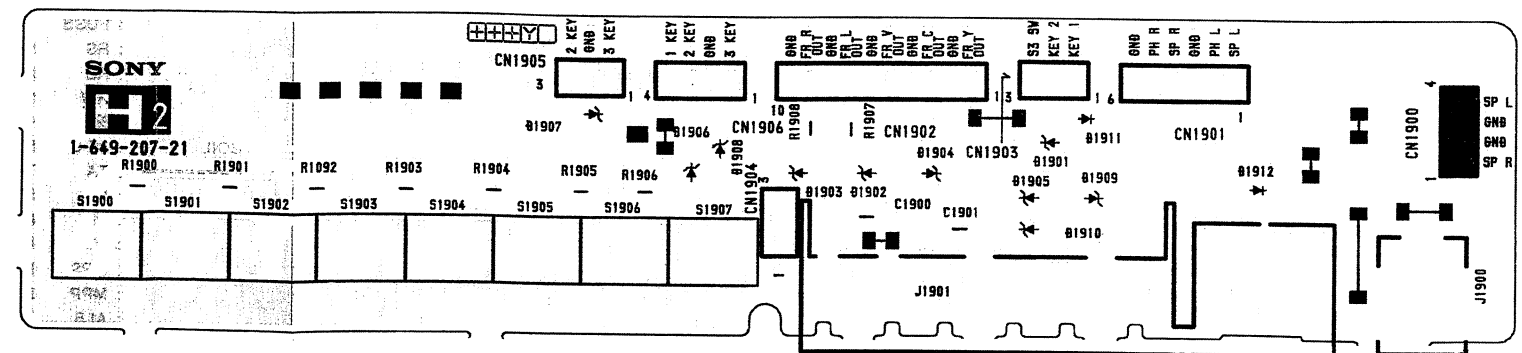 SONY
H2
1-649-207-21
R1900
R1901
R1092
R1903
R1904
R1905
R1906
S1900
S1901
S1902
S1903
S1904
S1905
S1906
S1907
+++Y
CN1905
3
2 KEY
GND
3 KEY
1
4
1 KEY
2 KEY
GND
3 KEY
1
D1907
D1906
D1908
CN1904
3
CN1906
10
GND
FR R
OUT
GND
FR L
OUT
GND
FR V
OUT
GND
FR C
OUT
GND
FR Y
OUT
1
R1908
R1907
CN1902
D1904
D1903
D1902
C1900
C1901
3
S3 SW
KEY 2
KEY 1
1
CN1903
D1901
D1911
D1905
D1909
D1910
6
GND
PH R
SP R
GND
PH L
SP L
1
CN1901
D1912
CN1900
4
1
SP L
GND
GND
SP R
J1901
J1900